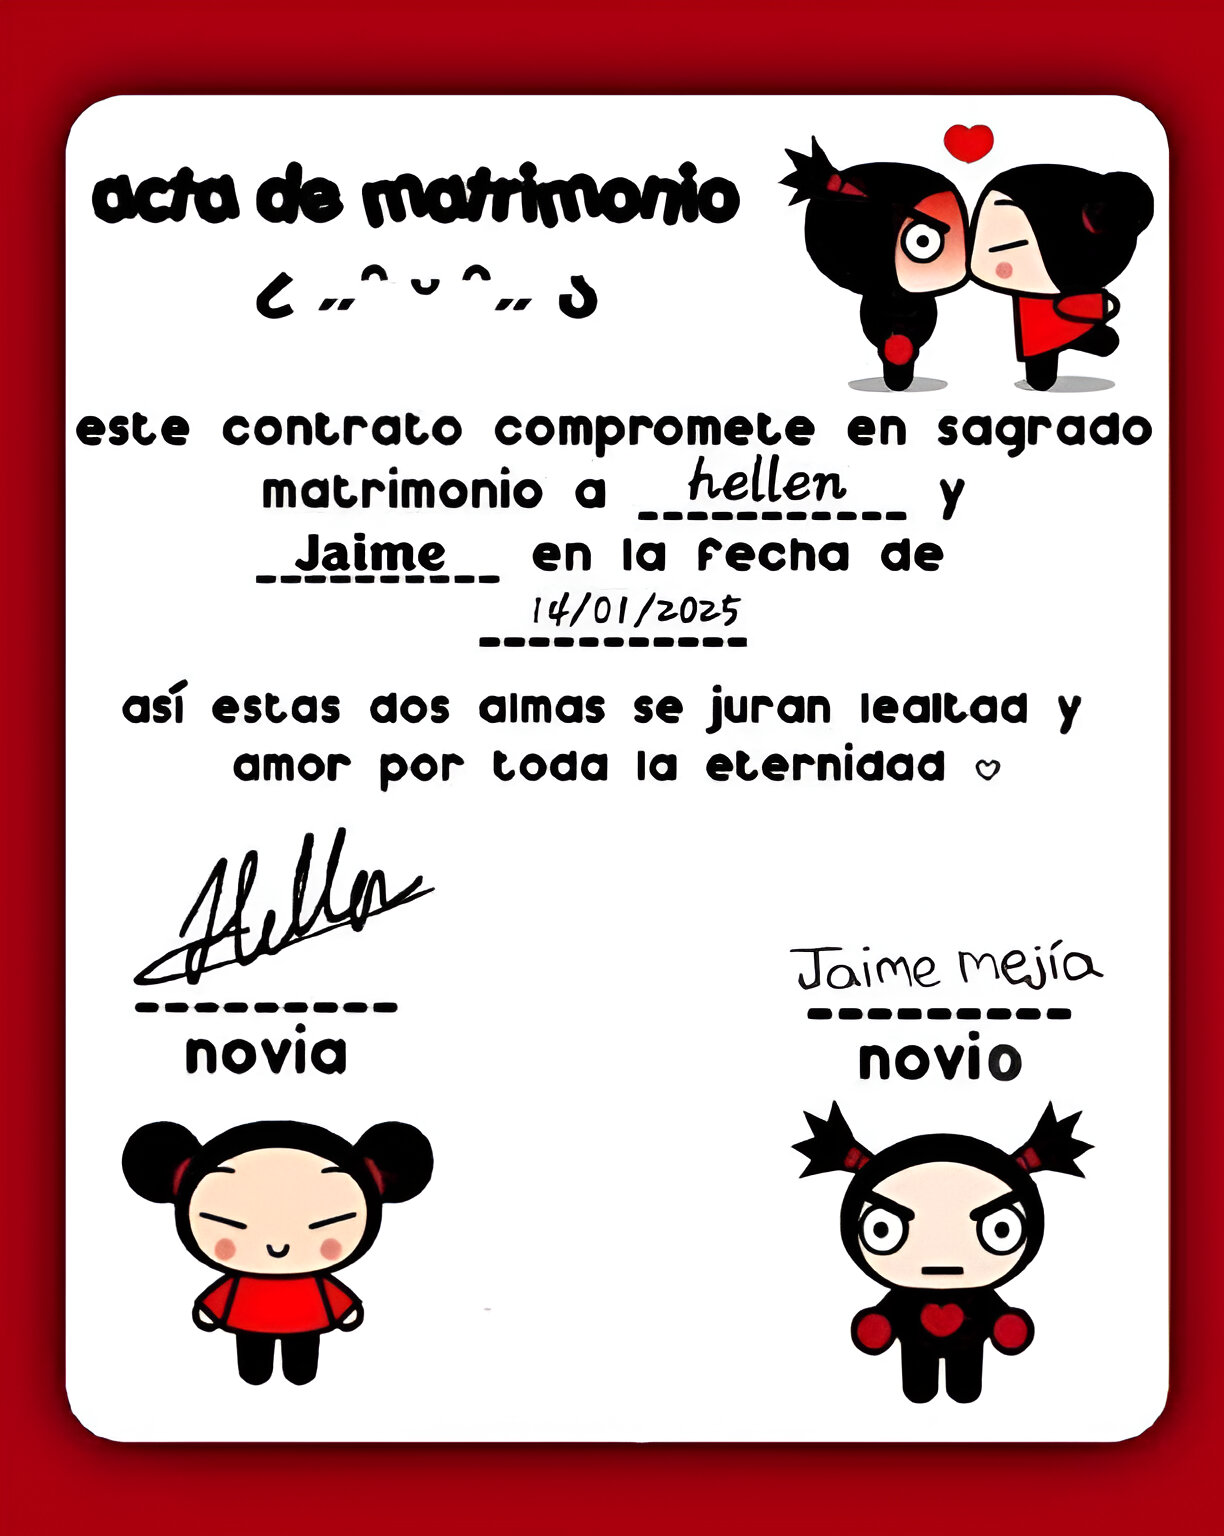 acta de matrimonio
este contrato compromete en sagrado
matrimonio a hellen y
Jaime en la fecha de
14/01/2025
así estas dos almas se juran lealtad y
amor por toda la eternidad ♡
Hellen
Jaime Mejía
novia
novio